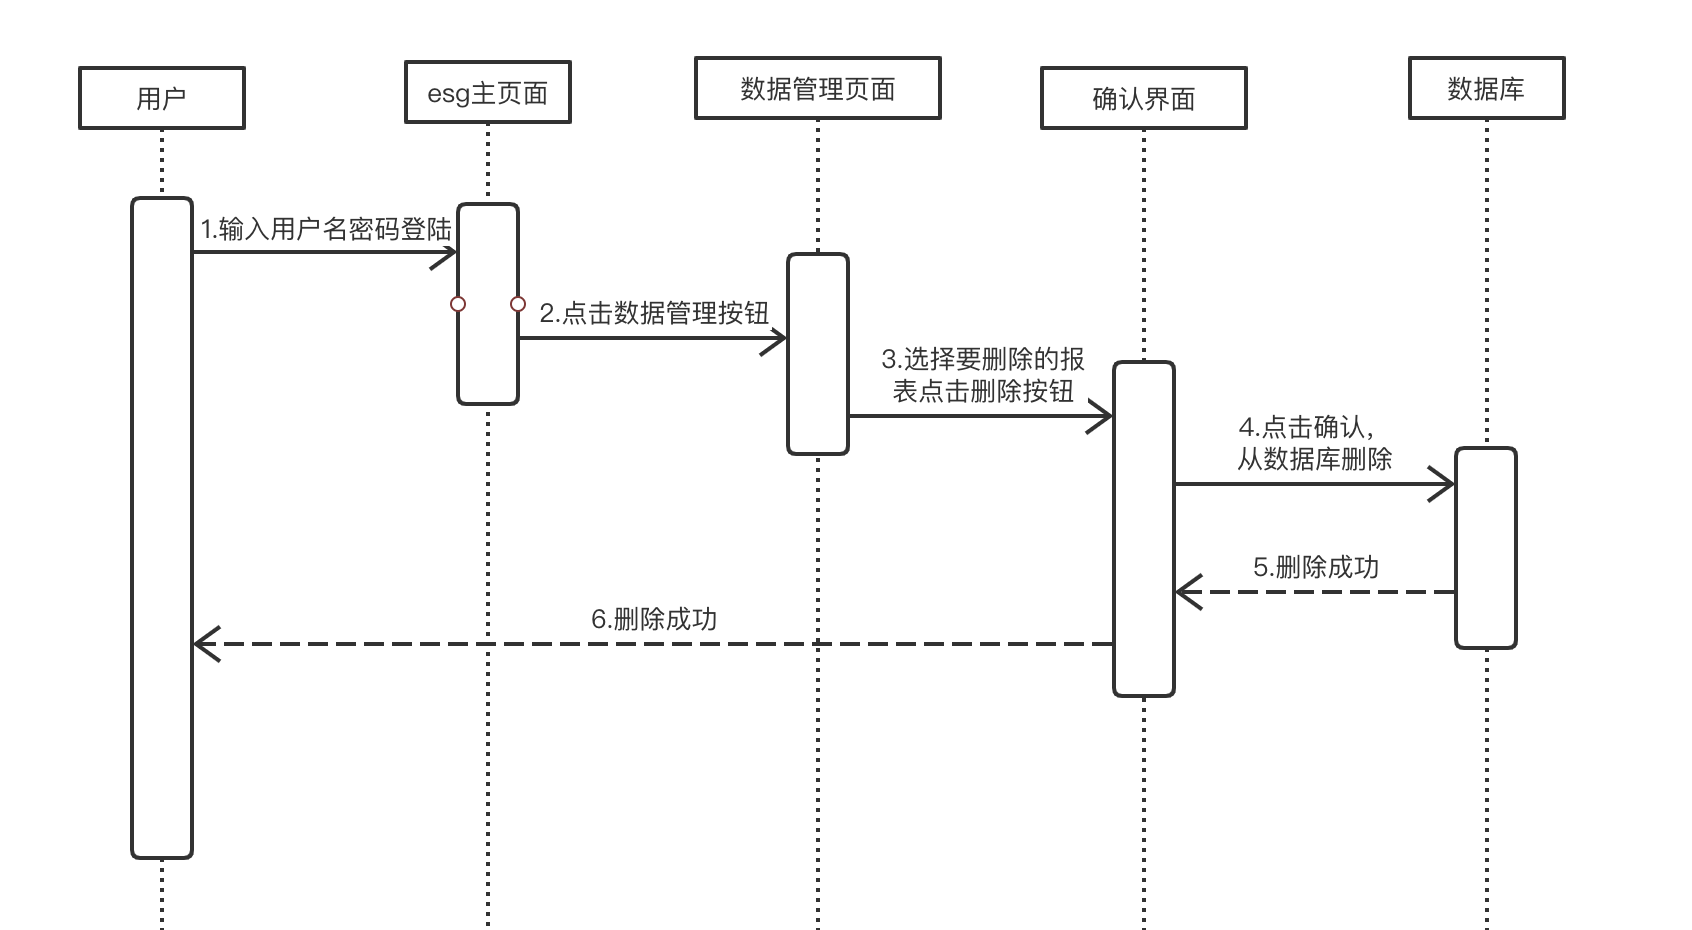 用户
esg主页面
数据管理页面
确认界面
数据库
1.输入用户名密码登陆
2.点击数据管理按钮
3.选择要删除的报
表点击删除按钮
4.点击确认，
从数据库删除
5.删除成功
6.删除成功